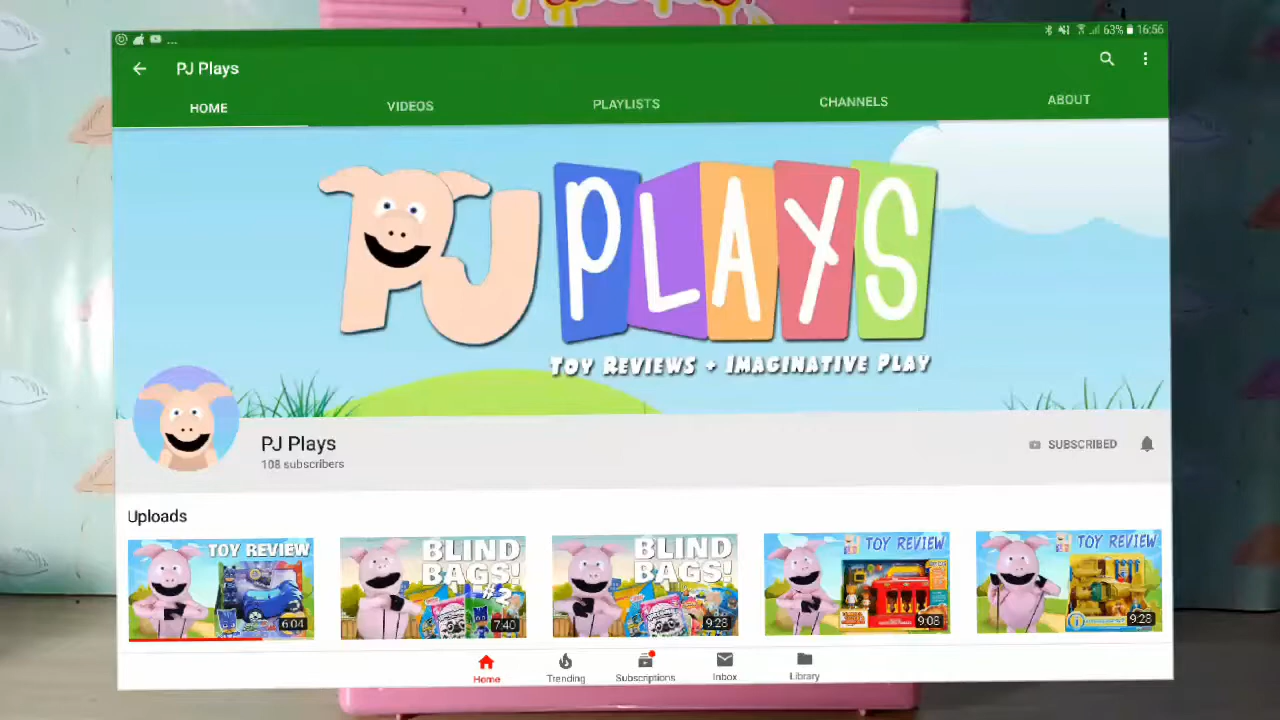 ... 63% 16:56
PJ Plays
HOME VIDEOS PLAYLISTS CHANNELS ABOUT
PJ PLAYS
TOY REVIEWS + IMAGINATIVE PLAY
PJ Plays
108 subscribers
SUBSCRIBED
Uploads
TOY REVIEW
6:04
BLIND
BAGS!
#2
7:40
BLIND
BAGS!
9:28
TOY REVIEW
9:08
TOY REVIEW
9:28
Home Trending Subscriptions Inbox Library